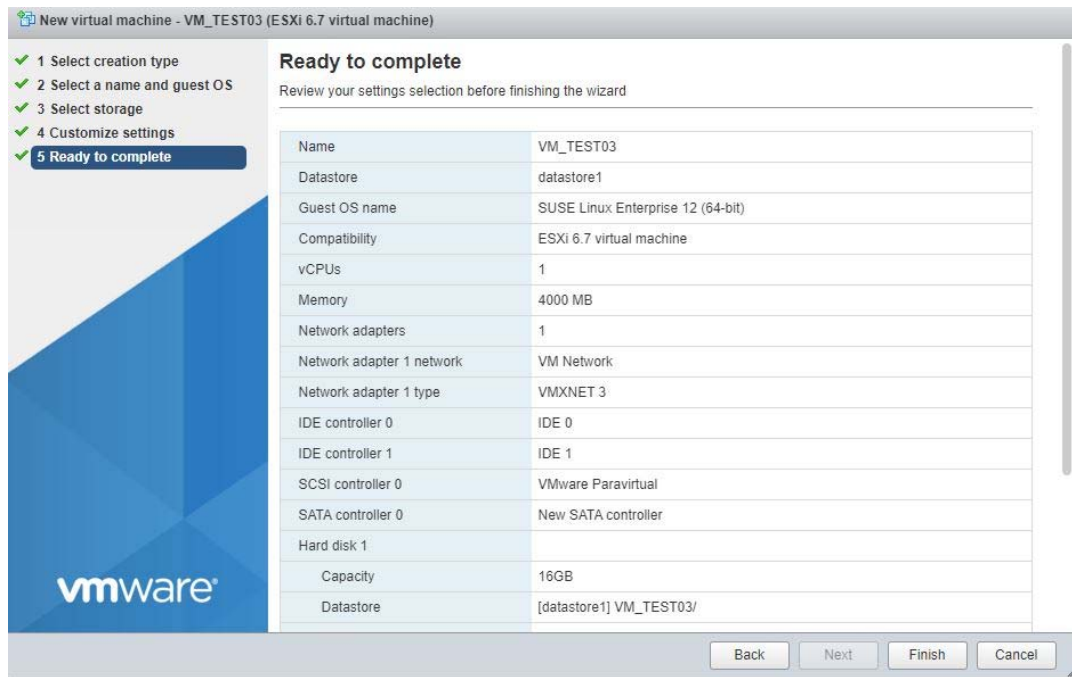 New virtual machine - VM_TEST03 (ESXi 6.7 virtual machine)
1 Select creation type
2 Select a name and guest OS
3 Select storage
4 Customize settings
5 Ready to complete
vmware®
Ready to complete
Review your settings selection before finishing the wizard
Name VM_TEST03
Datastore datastore1
Guest OS name SUSE Linux Enterprise 12 (64-bit)
Compatibility ESXi 6.7 virtual machine
vCPUs 1
Memory 4000 MB
Network adapters 1
Network adapter 1 network VM Network
Network adapter 1 type VMXNET 3
IDE controller 0 IDE 0
IDE controller 1 IDE 1
SCSI controller 0 VMware Paravirtual
SATA controller 0 New SATA controller
Hard disk 1
Capacity 16GB
Datastore [datastore1] VM_TEST03/
Back Next Finish Cancel